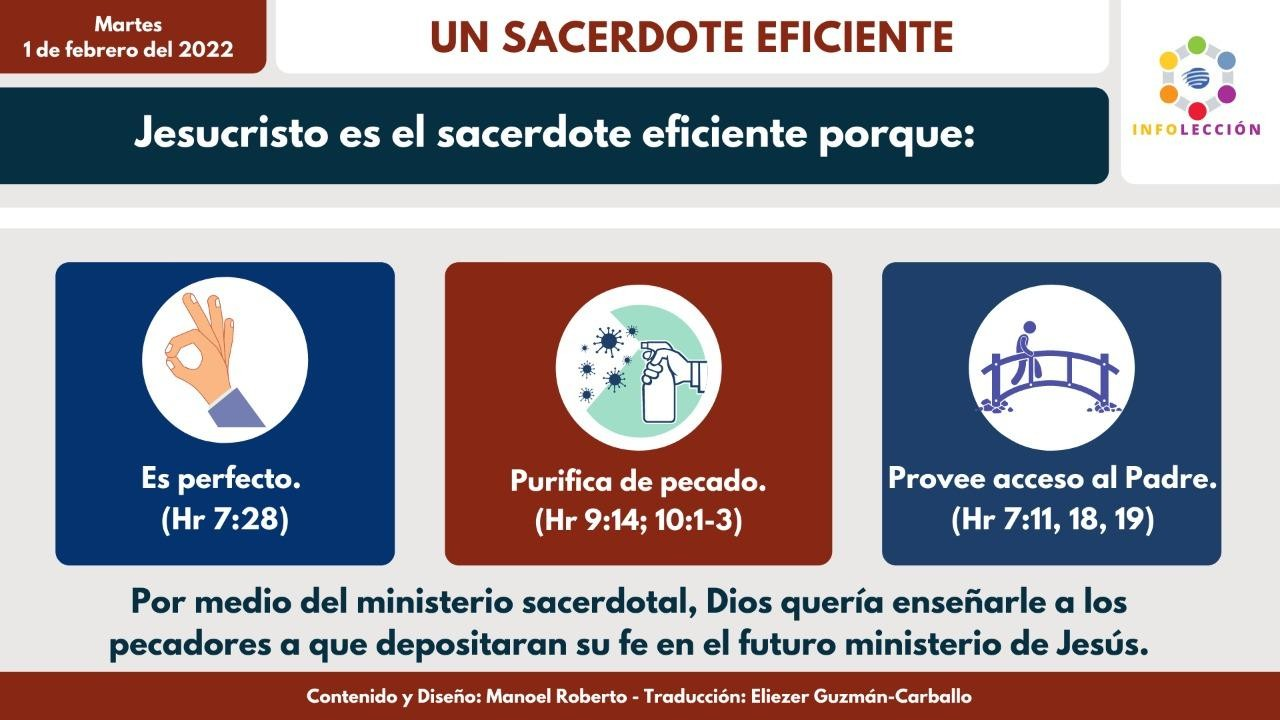 Martes
1 de febrero del 2022
UN SACERDOTE EFICIENTE
INFOLECCIÓN
Jesucristo es el sacerdote eficiente porque:
Es perfecto.
(Hr 7:28)
Purifica de pecado.
(Hr 9:14; 10:1-3)
Provee acceso al Padre.
(Hr 7:11, 18, 19)
Por medio del ministerio sacerdotal, Dios quería enseñarle a los
pecadores a que depositaran su fe en el futuro ministerio de Jesús.
Contenido y Diseño: Manoel Roberto - Traducción: Eliezer Guzmán-Carballo